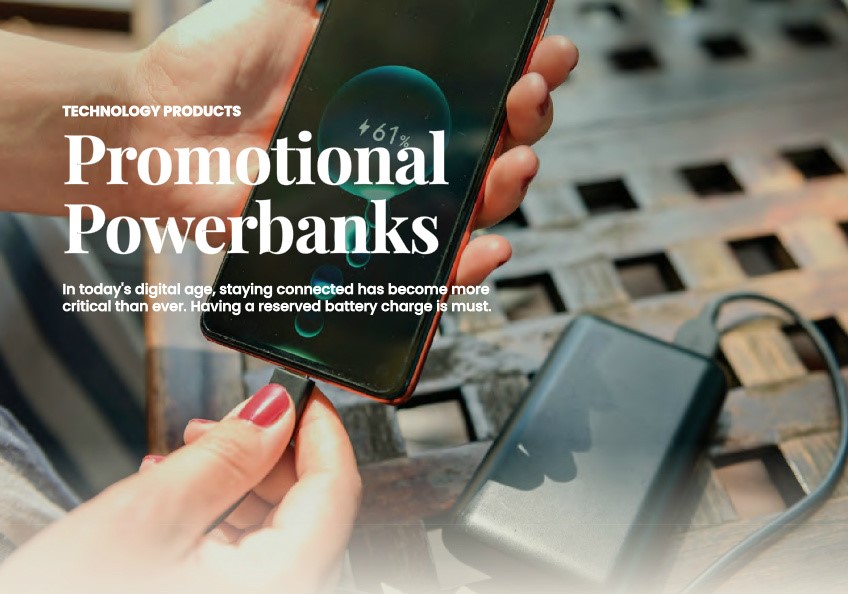 TECHNOLOGY PRODUCTS
61%
Promotional
Powerbanks
In today's digital age, staying connected has become more
critical than ever. Having a reserved battery charge is must.